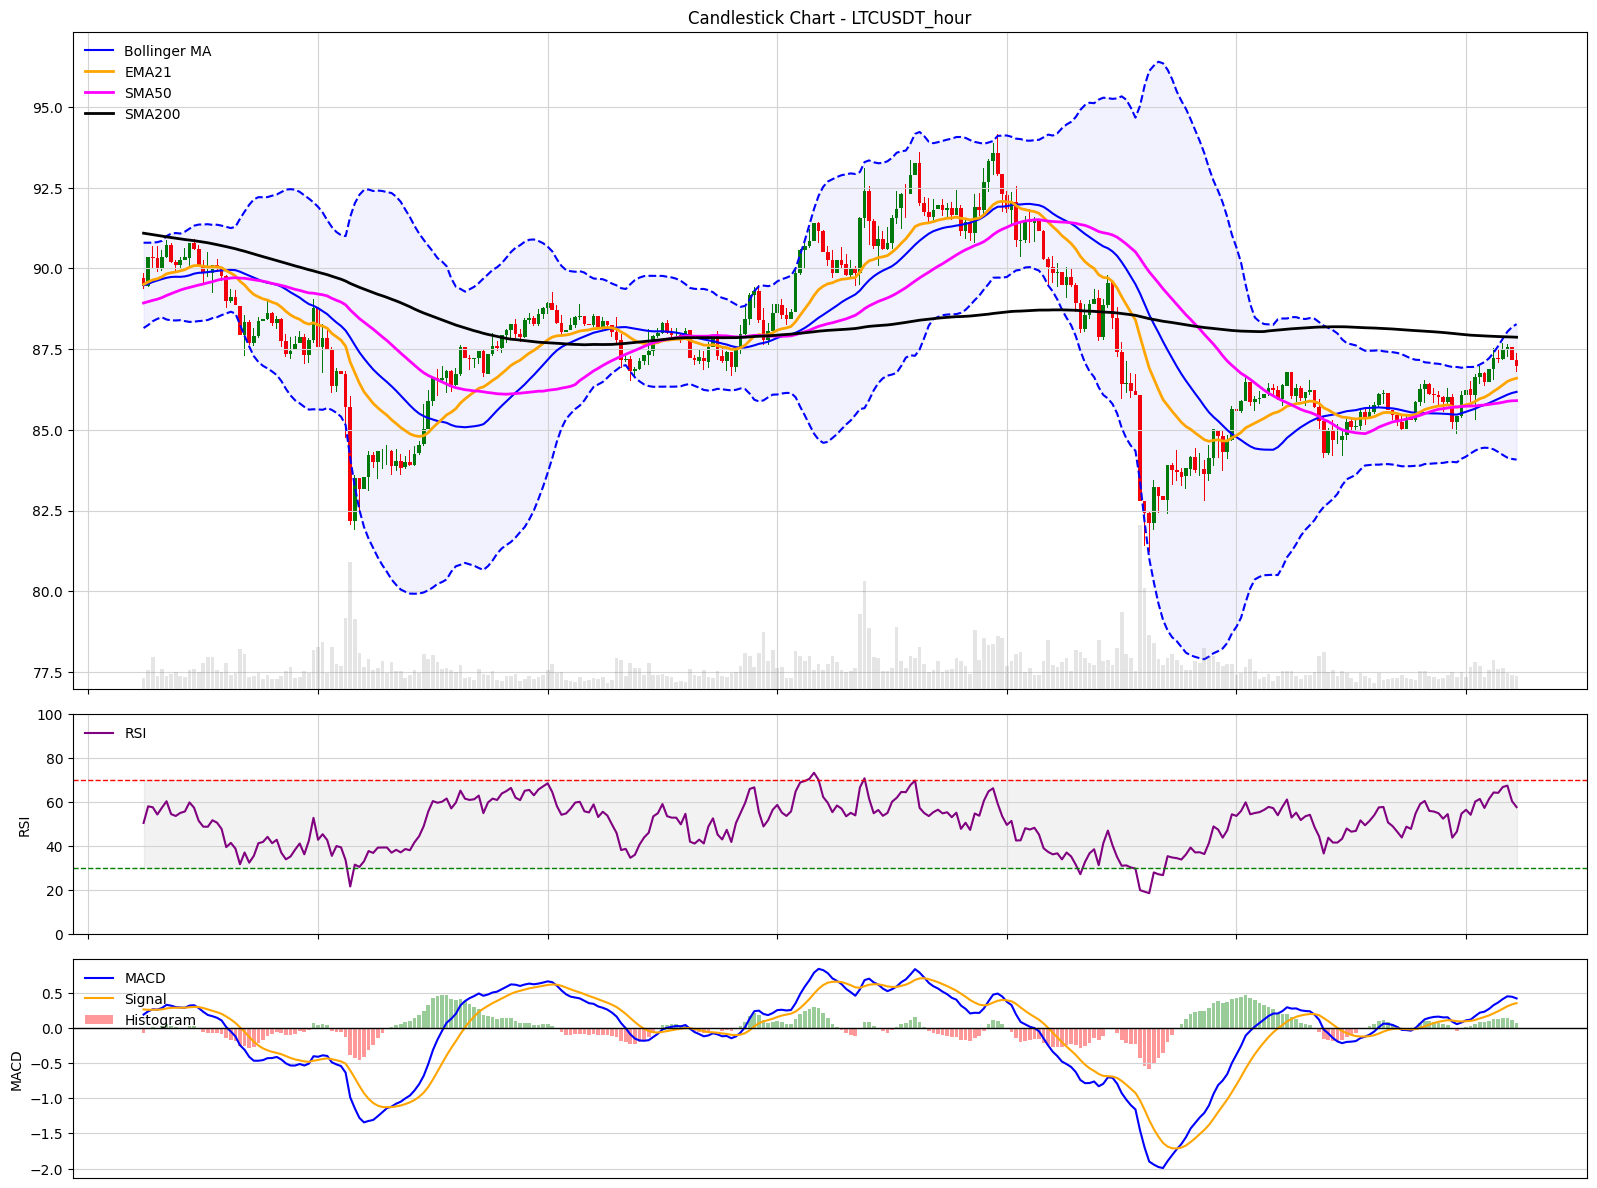 Candlestick Chart - LTCUSDT_hour
Bollinger MA
EMA21
SMA50
SMA200
95.0
92.5
90.0
87.5
85.0
82.5
80.0
77.5
100
80
60
40
20
0
RSI
RSI
MACD
Signal
Histogram
0.5
0.0
−0.5
−1.0
−1.5
−2.0
MACD